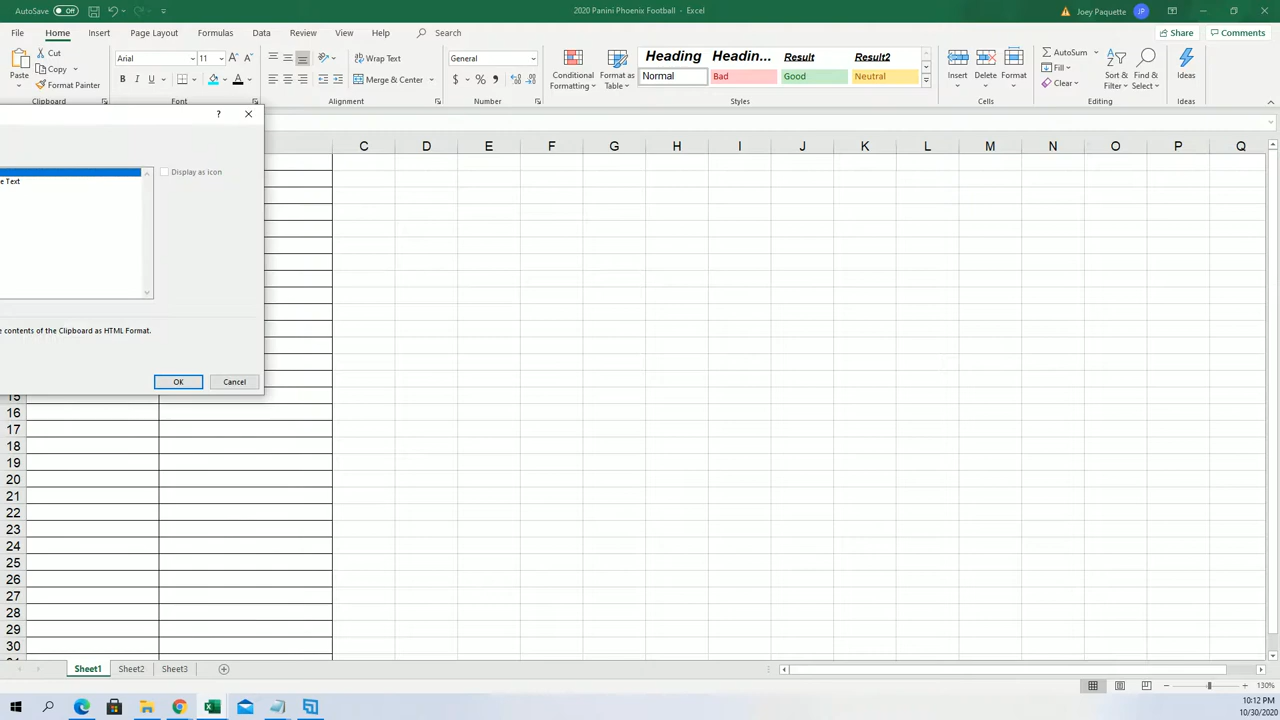 AutoSave Off 2020 Panini Phoenix Football - Excel Joey Paquette JP
File Home Insert Page Layout Formulas Data Review View Help Search Share Comments
Paste Cut Copy Format Painter
Clipboard
Arial 11
B I U A
Font
Wrap Text
Merge & Center
Alignment
General
$ % ,
Number
Conditional Formatting
Format as Table
Heading Headin... Result Result2
Normal Bad Good Neutral
Styles
Insert Delete Format
Cells
AutoSum
Fill
Clear
Sort & Filter
Find & Select
Editing
Ideas
Ideas
?
Display as icon
e Text
e contents of the Clipboard as HTML Format.
OK Cancel
C D E F G H I J K L M N O P Q
15
16
17
18
19
20
21
22
23
24
25
26
27
28
29
30
Sheet1 Sheet2 Sheet3
130%
10:12 PM
10/30/2020